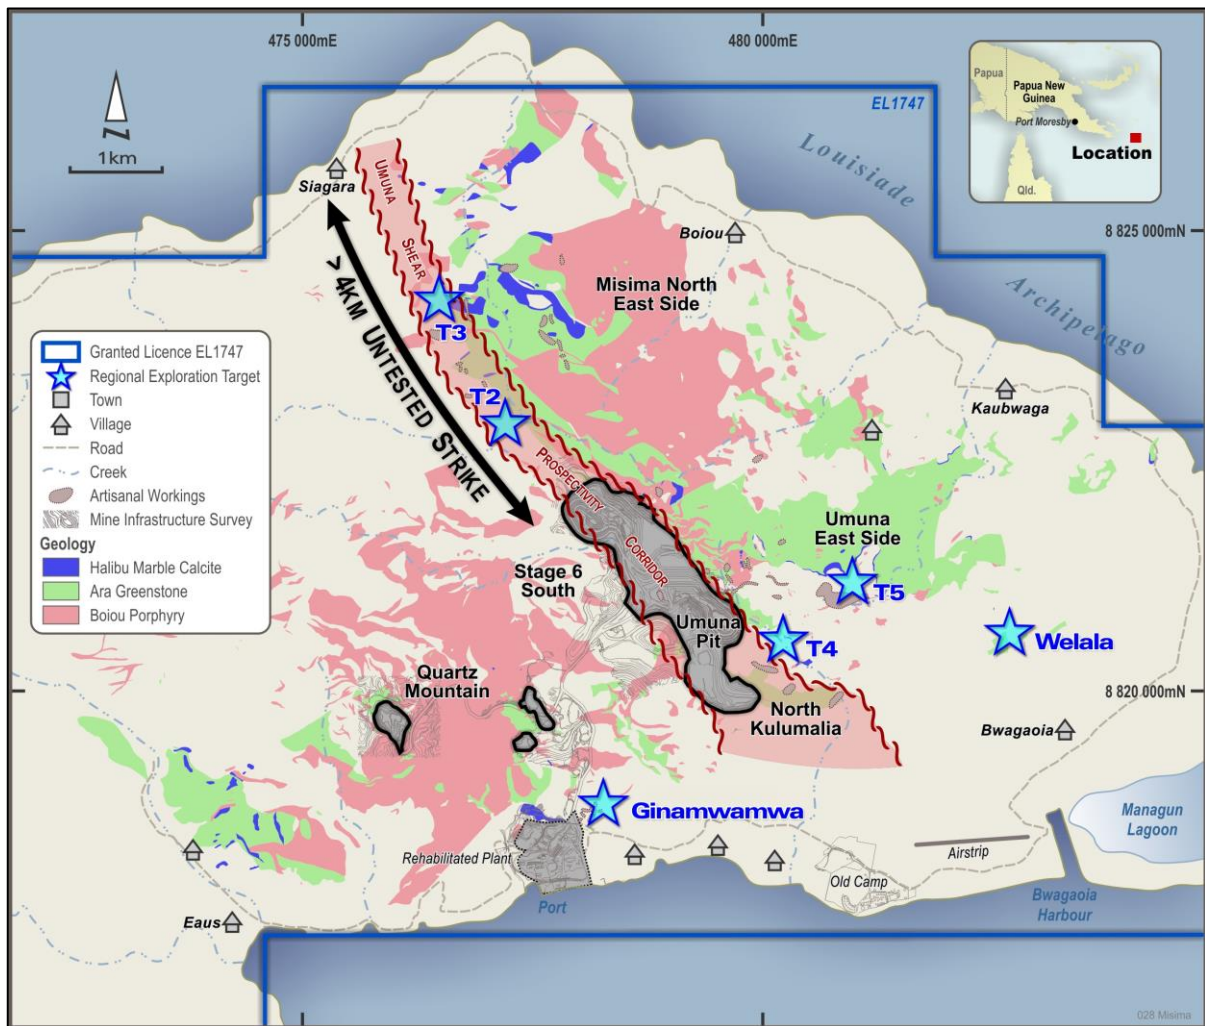 475 000mE
480 000mE
Papua
Papua New
Guinea
Port Moresby
Location
Qld.
EL1747
N
1km
Siagara
UMUNA
SHEAR
Louisiade
Boiou
8 825 000mN
Misima North
East Side
Archipelago
T3
> 4KM UNTESTED STRIKE
T2
Kaubwaga
Granted Licence EL1747
Regional Exploration Target
Town
Village
Road
Creek
Artisanal Workings
Mine Infrastructure Survey
Geology
Halibu Marble Calcite
Ara Greenstone
Boiou Porphyry
PROSPECTIVITY
CORRIDOR
Umuna
East Side
Stage 6
South
T5
Umuna
Pit
T4
Welala
Quartz
Mountain
8 820 000mN
North
Kulumalia
Bwagaoia
Ginamwamwa
Managun
Lagoon
Rehabilitated Plant
Airstrip
Old Camp
Port
Bwagaoia
Harbour
Eaus
028 Misima